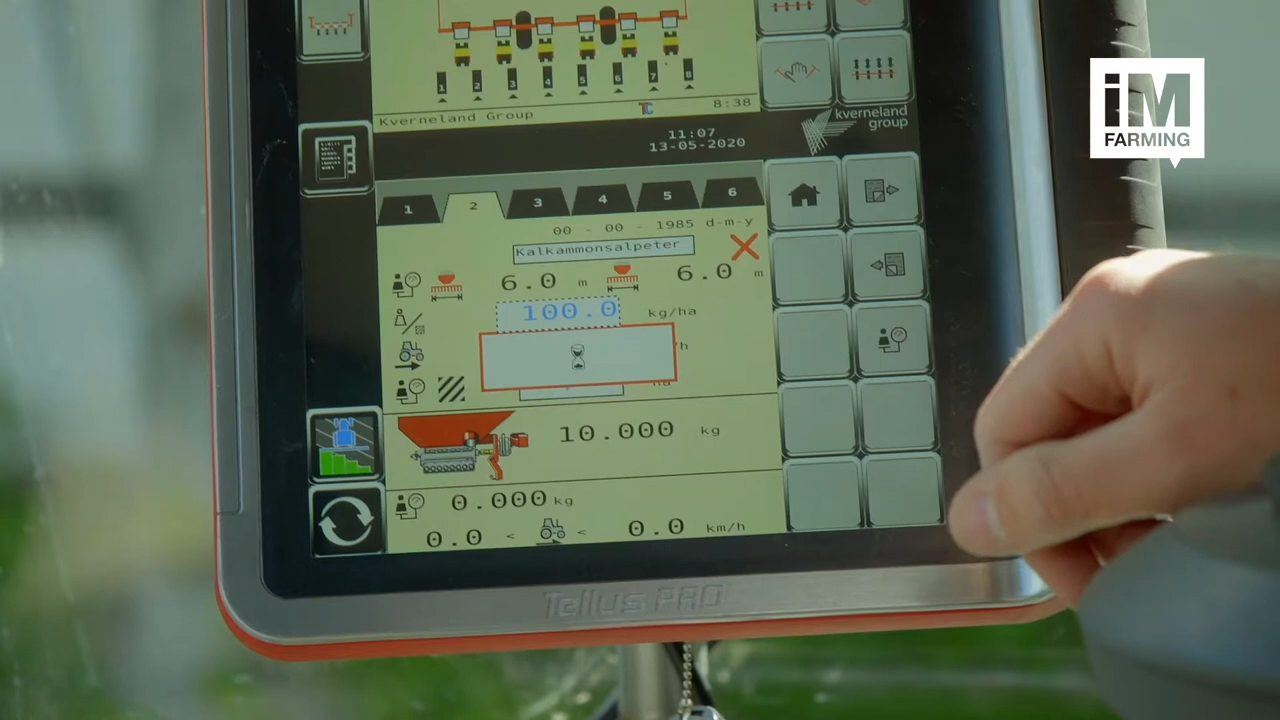 1 2 3 4 5 6 7 8
Kverneland Group
8:38
11:07
13-05-2020
kverneland
group
iM
FARMING
1 2 3 4 5 6
00 - 00 - 1985 d-m-y
Kalkammonsalpeter
6.0 m 6.0 m
100.0 kg/ha
/h
ha
10.000 kg
0.000 kg
0.0 < < 0.0 km/h
Tellus PRO